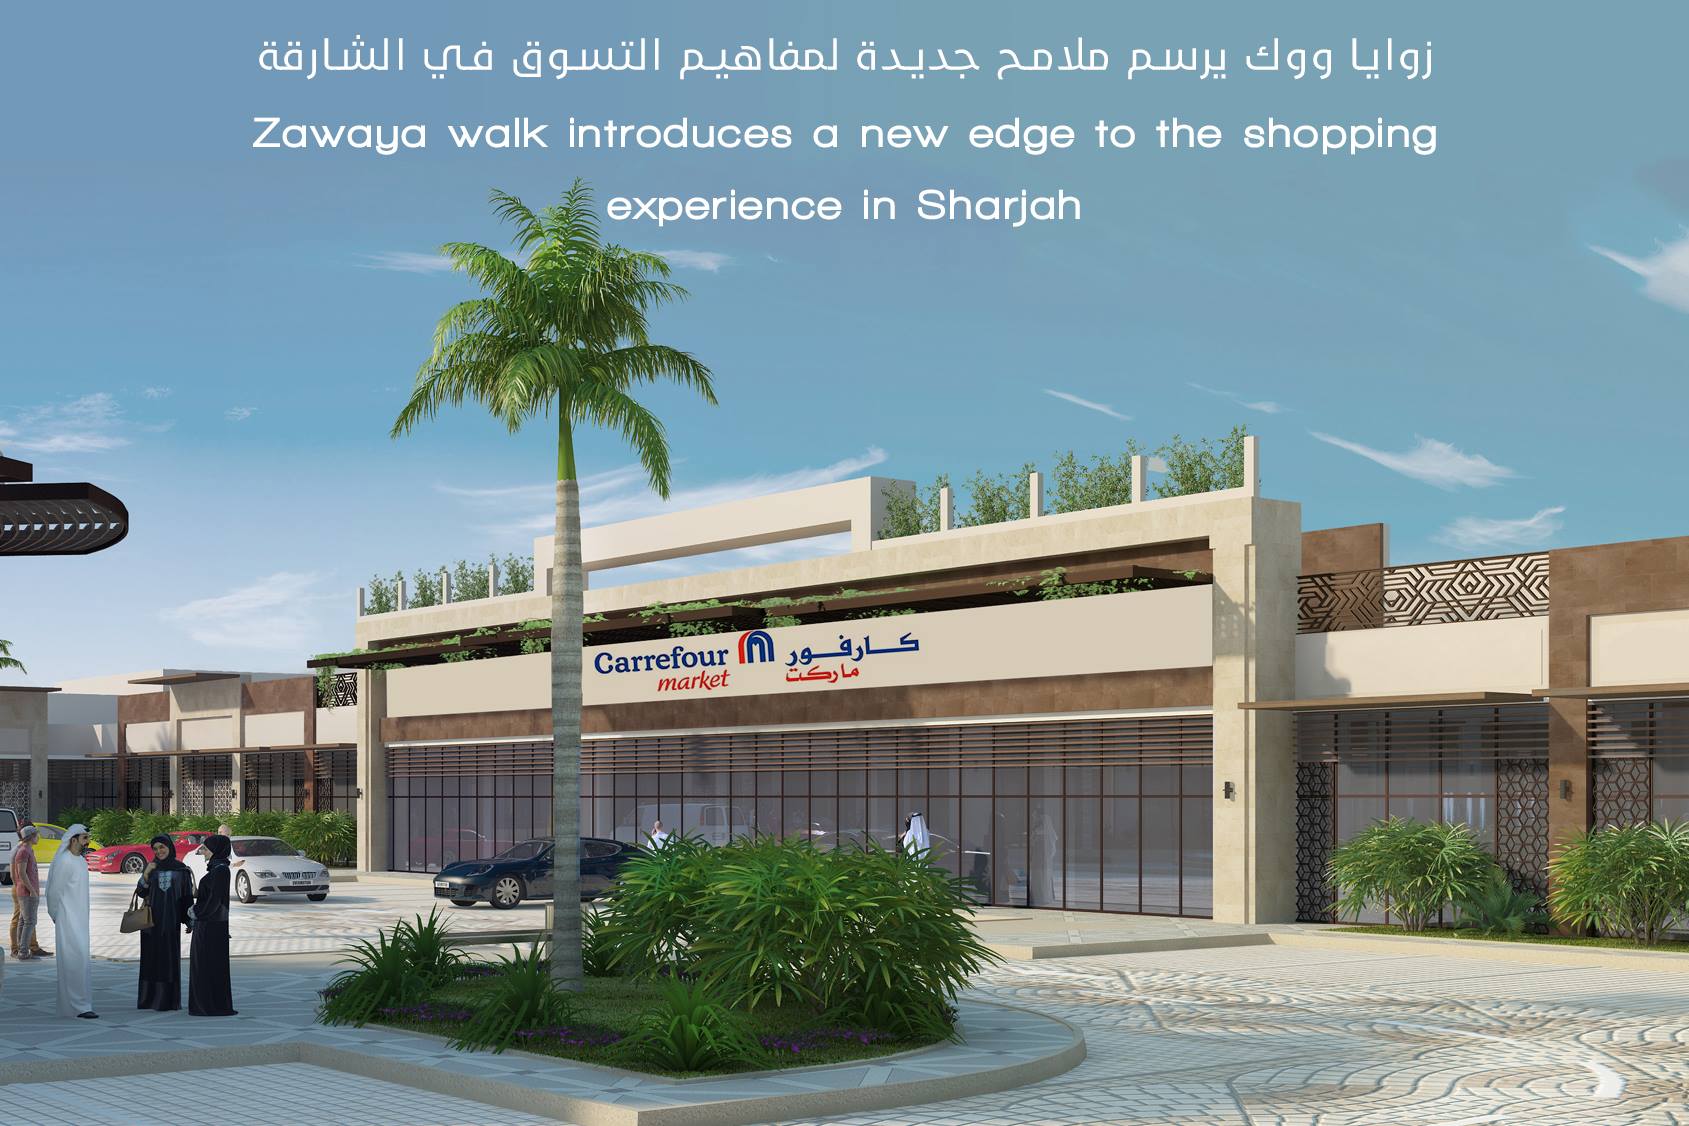 زوايا ووك يرسم ملامح جديدة لمفاهيم التسوق في الشارقة
Zawaya walk introduces a new edge to the shopping
experience in Sharjah
Carrefour كارفور
market ماركت